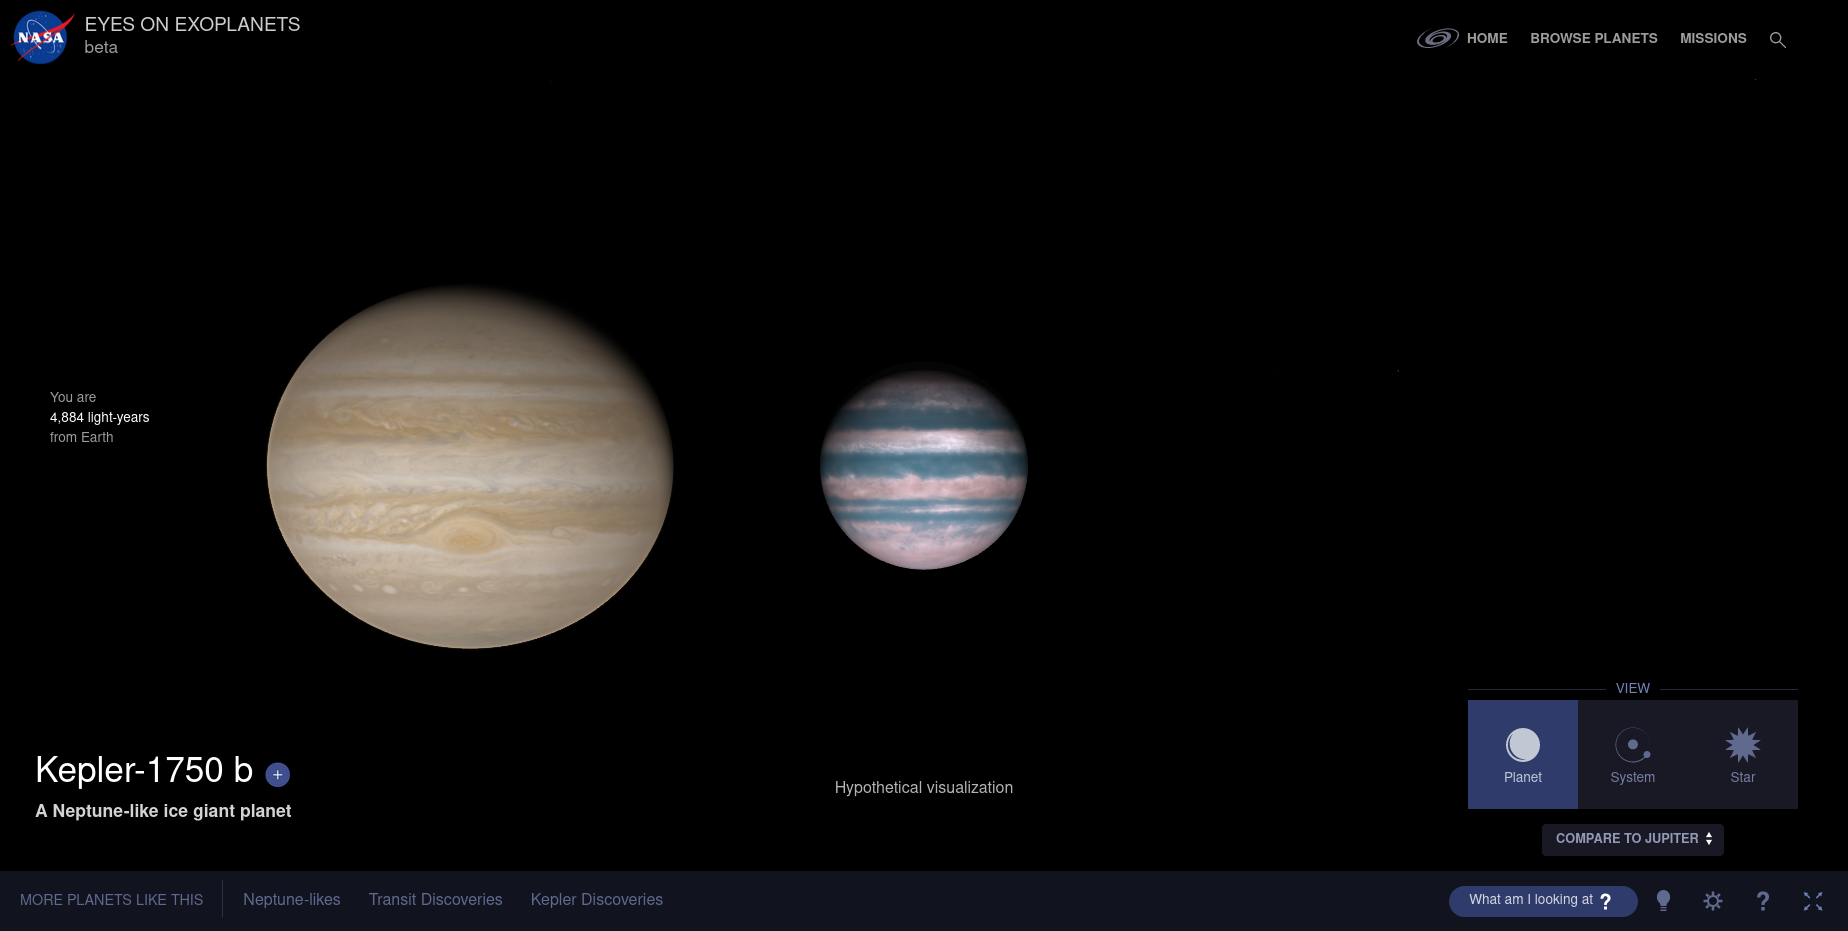 NASA
EYES ON EXOPLANETS
beta
HOME
BROWSE PLANETS
MISSIONS
You are
4,884 light-years
from Earth
Kepler-1750 b +
A Neptune-like ice giant planet
Hypothetical visualization
VIEW
Planet
System
Star
COMPARE TO JUPITER
MORE PLANETS LIKE THIS
Neptune-likes
Transit Discoveries
Kepler Discoveries
What am I looking at ?
?